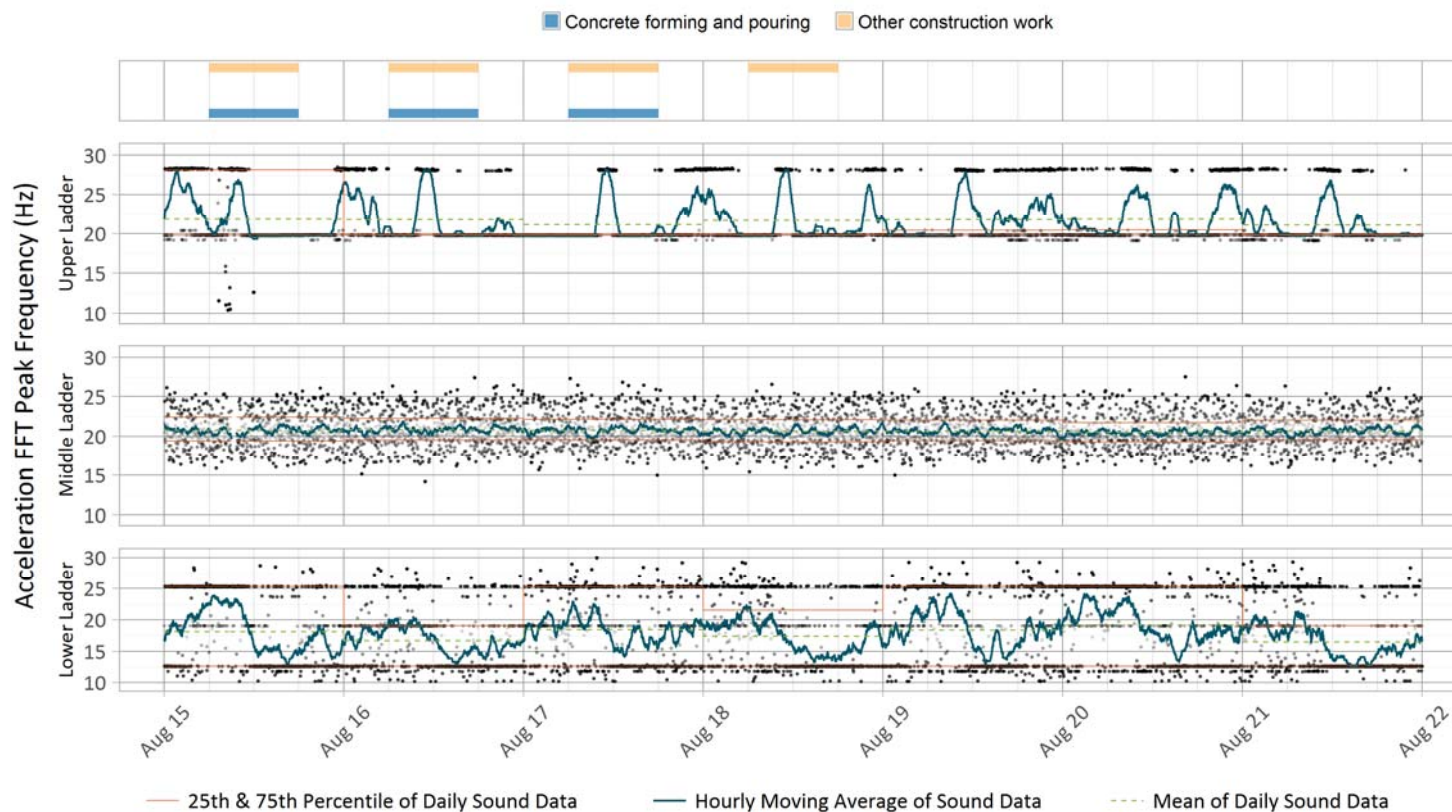 Concrete forming and pouring Other construction work
Acceleration FFT Peak Frequency (Hz)
Upper Ladder
30
25
20
15
10
Middle Ladder
30
25
20
15
10
Lower Ladder
30
25
20
15
10
Aug 15 Aug 16 Aug 17 Aug 18 Aug 19 Aug 20 Aug 21 Aug 22
25th & 75th Percentile of Daily Sound Data Hourly Moving Average of Sound Data Mean of Daily Sound Data